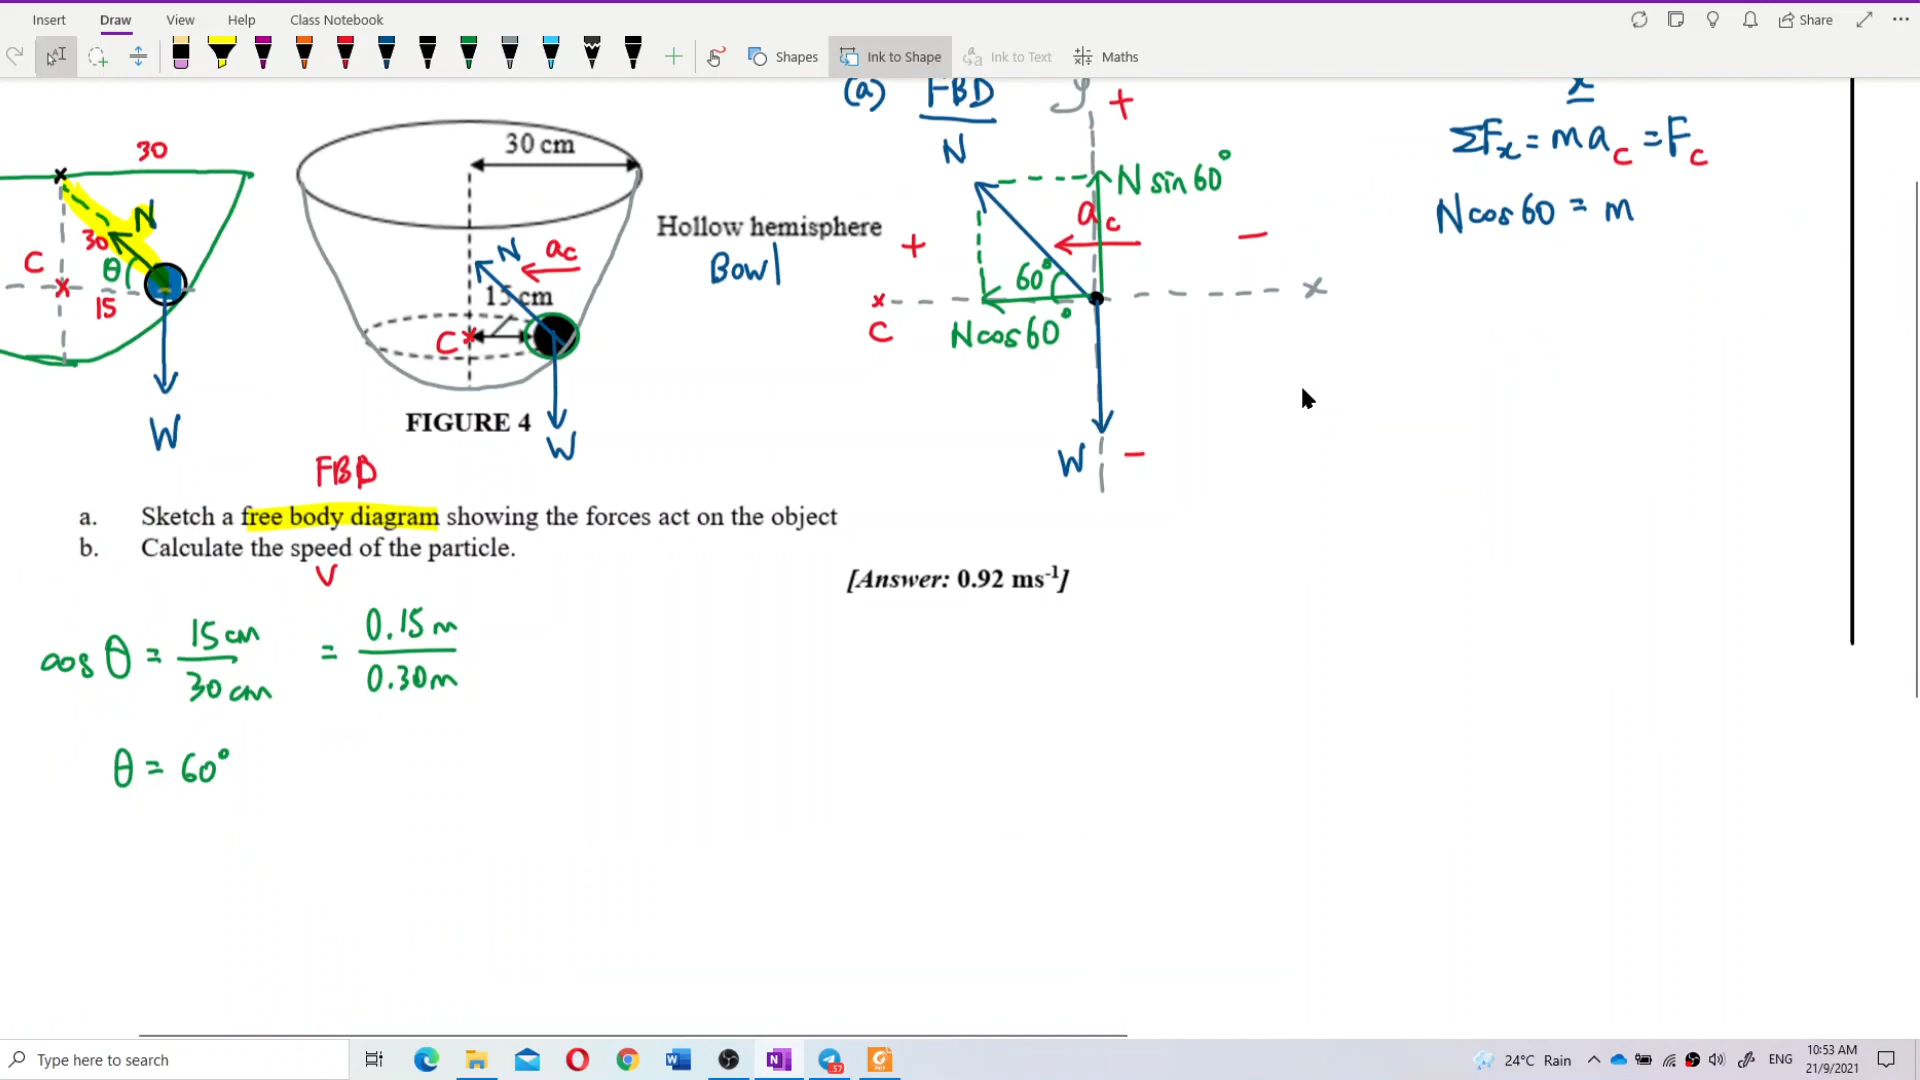 Insert Draw View Help Class Notebook
Share
Shapes Ink to Shape Ink to Text Maths
30
N
30
θ
C
15
W
30 cm
N
ac
15 cm
C
W
FIGURE 4
Hollow hemisphere
Bowl
(a) FBD
y +
N
N sin 60°
ac
+
-
60°
x
C
N cos 60°
W -
x
ΣFx = mac = Fc
N cos 60 = m
FBD
a. Sketch a free body diagram showing the forces act on the object
b. Calculate the speed of the particle.
V
[Answer: 0.92 ms⁻¹]
cos θ = 15 cm / 30 cm = 0.15 m / 0.30 m
θ = 60°
Type here to search
.57
24°C Rain
ENG
10:53 AM
21/9/2021